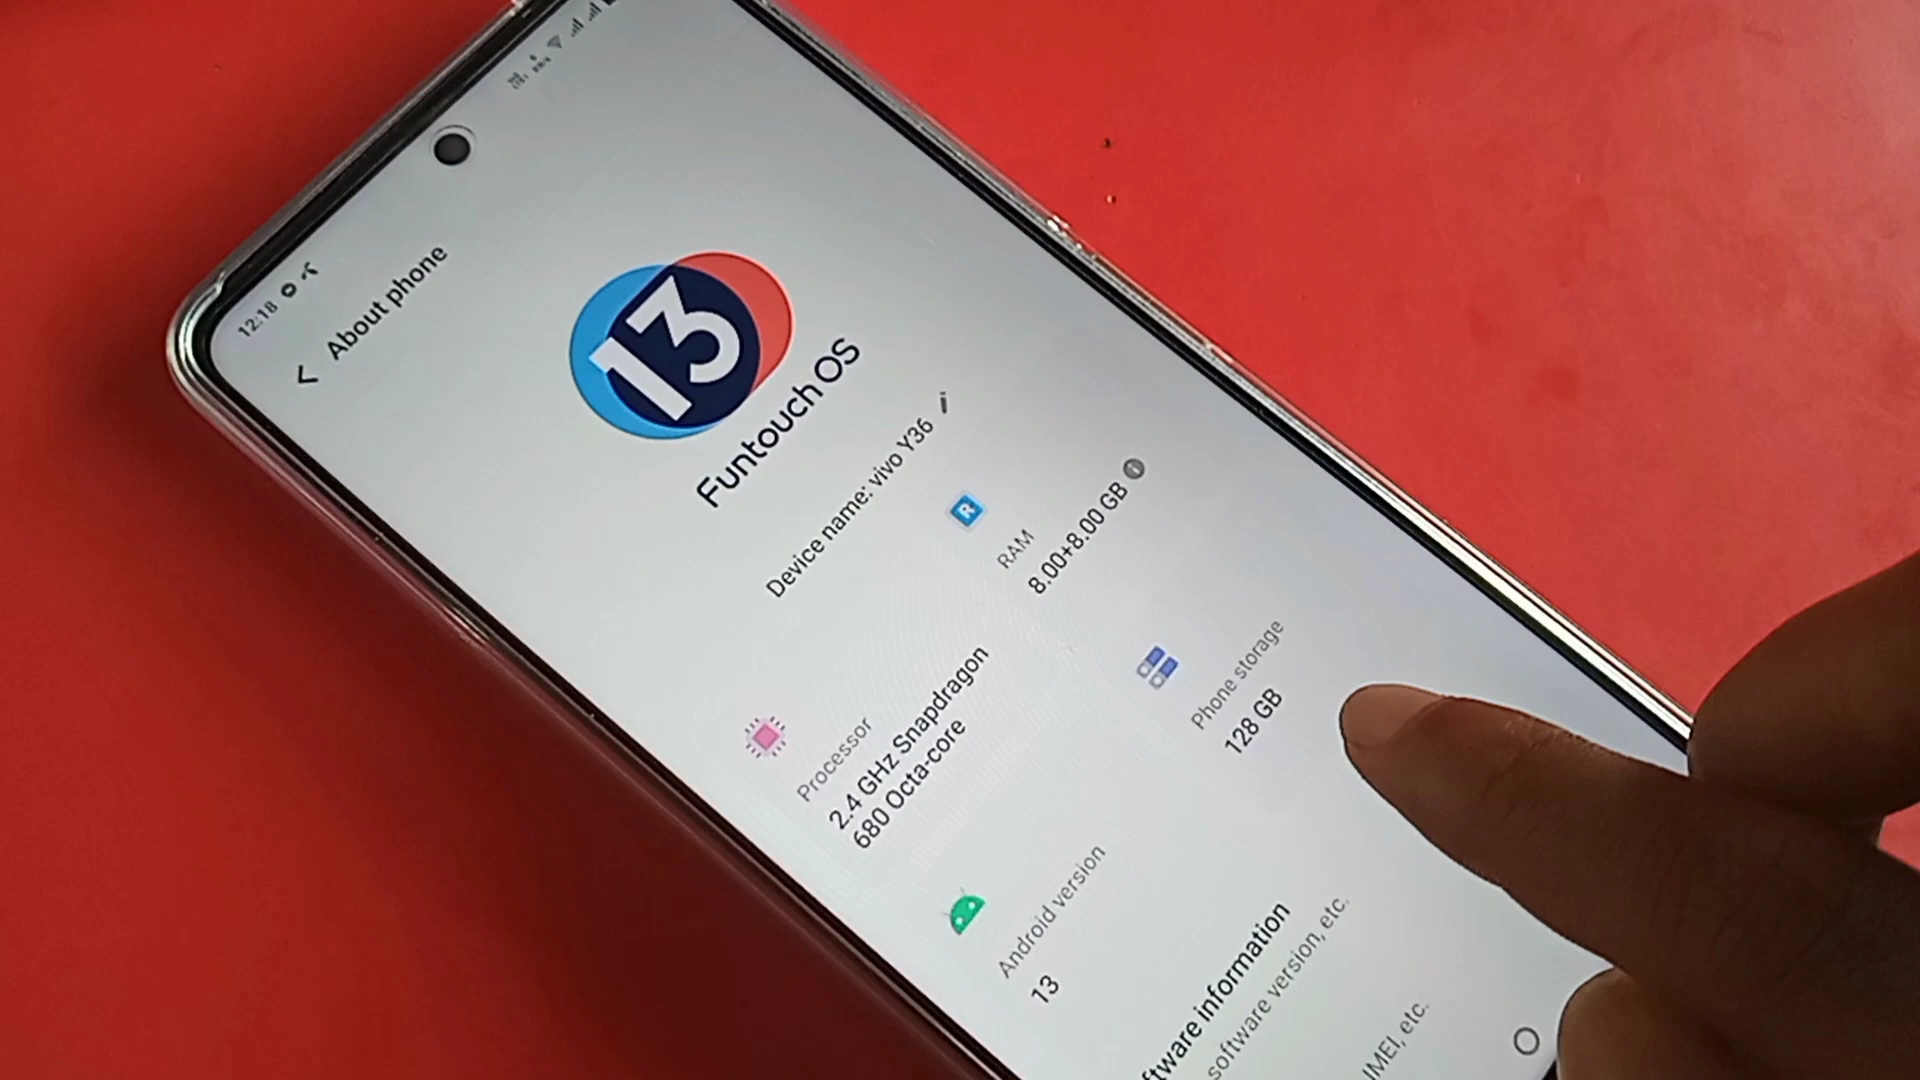 12:18
About phone
13
Funtouch OS
Device name: vivo Y36
Processor
2.4 GHz Snapdragon
680 Octa-core
R
RAM
8.00+8.00 GB
Android version
13
Phone storage
128 GB
ftware information
software version, etc.
IMEI, etc.